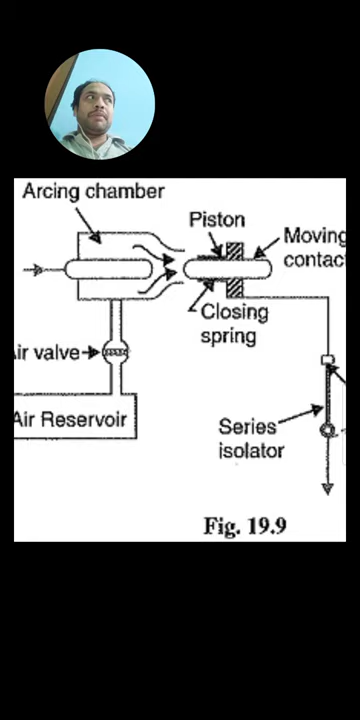 Arcing chamber
Piston
Moving
contac
Closing
spring
ir valve
Air Reservoir
Series
isolator
Fig. 19.9